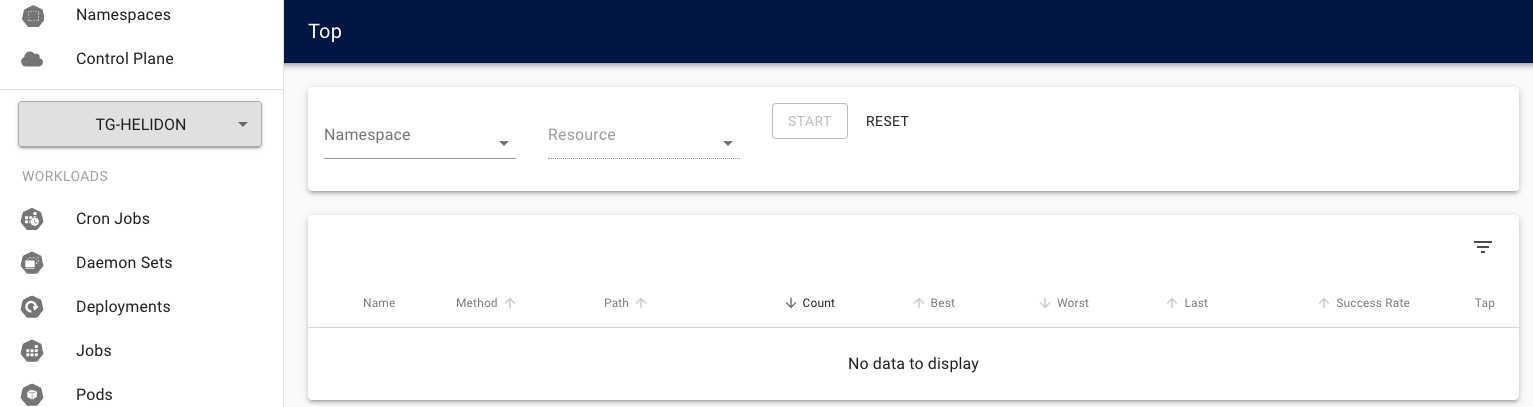 Namespaces
Control Plane
TG-HELIDON
WORKLOADS
Cron Jobs
Daemon Sets
Deployments
Jobs
Pods
Top
Namespace Resource START RESET
Name Method Path Count Best Worst Last Success Rate Tap
No data to display